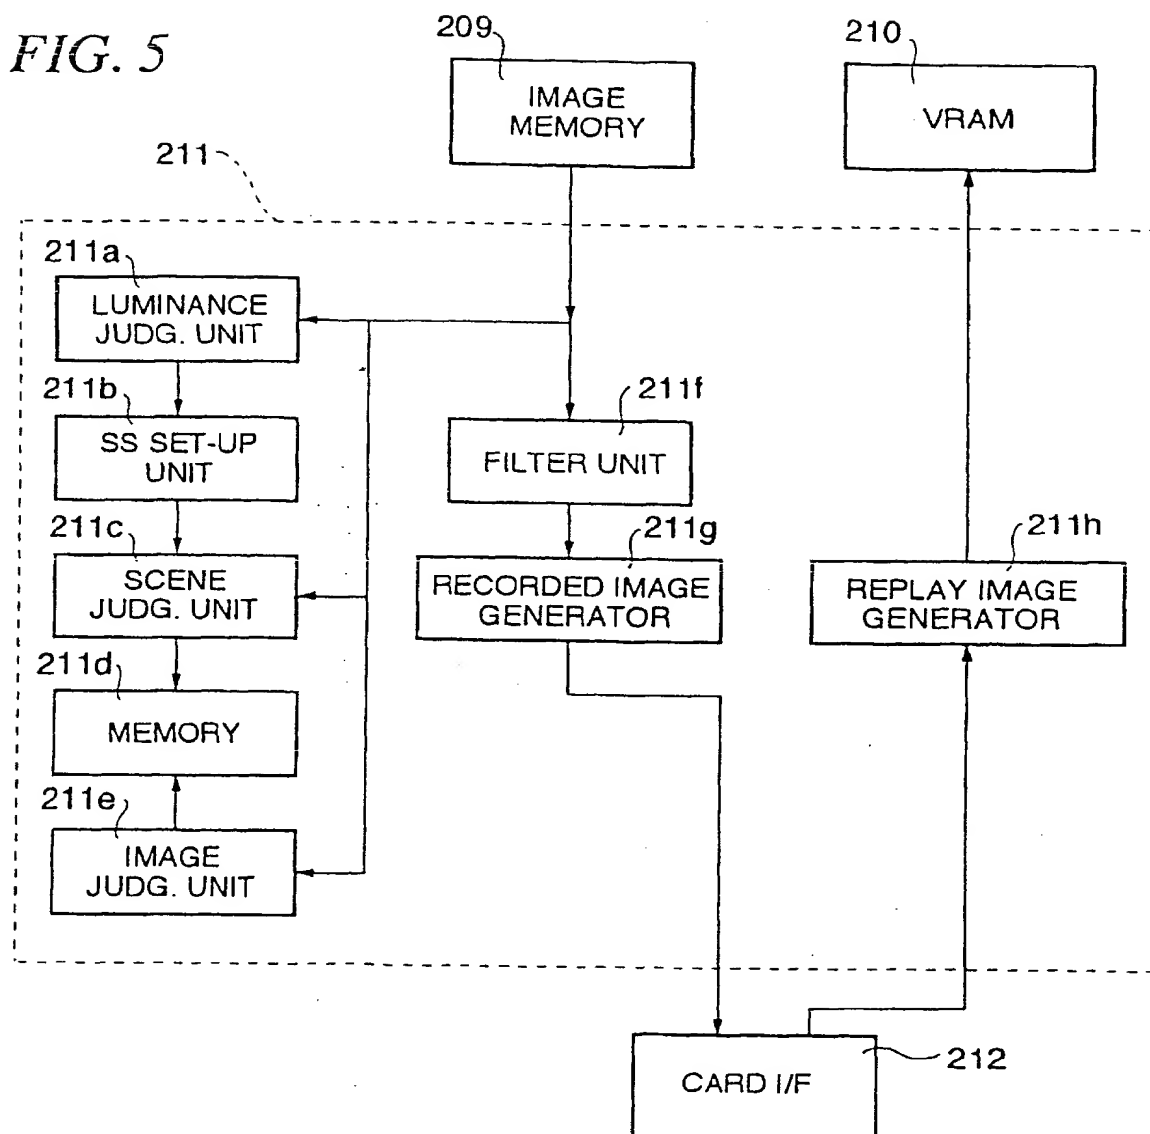 FIG. 5
209
IMAGE
MEMORY
210
VRAM
211
211a
LUMINANCE
JUDG. UNIT
211b
SS SET-UP
UNIT
211c
SCENE
JUDG. UNIT
211d
MEMORY
211e
IMAGE
JUDG. UNIT
211f
FILTER UNIT
211g
RECORDED IMAGE
GENERATOR
211h
REPLAY IMAGE
GENERATOR
212
CARD I/F